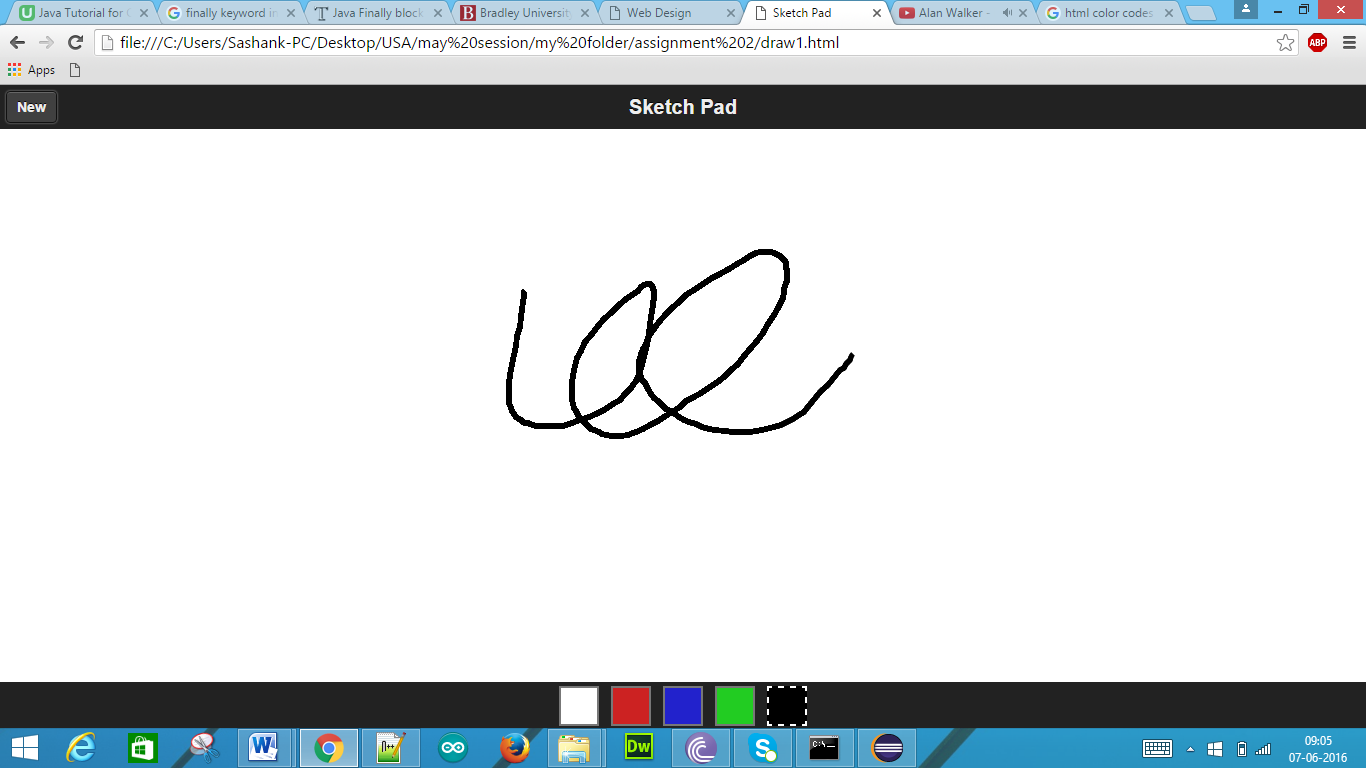 Java Tutorial for C
finally keyword in
Java Finally block
Bradley University
Web Design
Sketch Pad
Alan Walker -
html color codes
file:///C:/Users/Sashank-PC/Desktop/USA/may%20session/my%20folder/assignment%202/draw1.html
ABP
Apps
New
Sketch Pad
09:05
07-06-2016